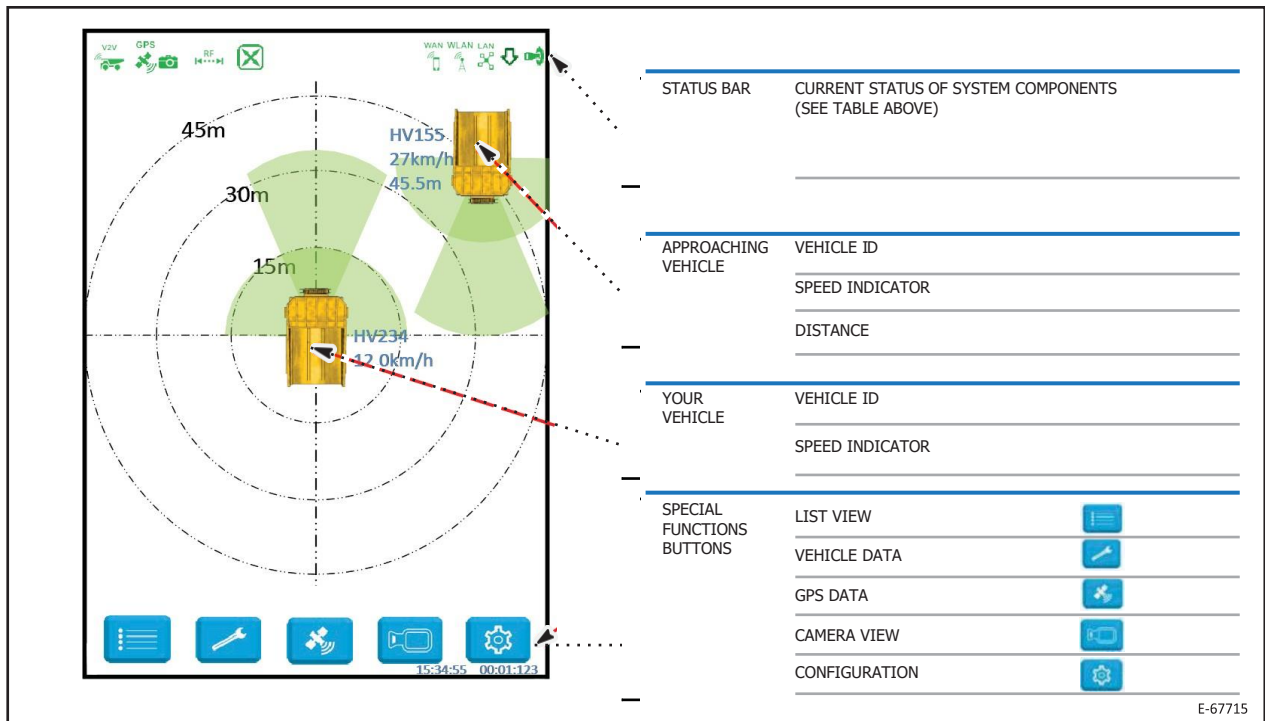 V2V GPS RF WAN WLAN LAN
45m
30m
15m
HV155
27km/h
45.5m
HV234
12.0km/h
15:34:55 00:01:123
STATUS BAR CURRENT STATUS OF SYSTEM COMPONENTS
(SEE TABLE ABOVE)
APPROACHING VEHICLE ID
VEHICLE
SPEED INDICATOR
DISTANCE
YOUR VEHICLE ID
VEHICLE
SPEED INDICATOR
SPECIAL LIST VIEW
FUNCTIONS
BUTTONS VEHICLE DATA
GPS DATA
CAMERA VIEW
CONFIGURATION
E-67715